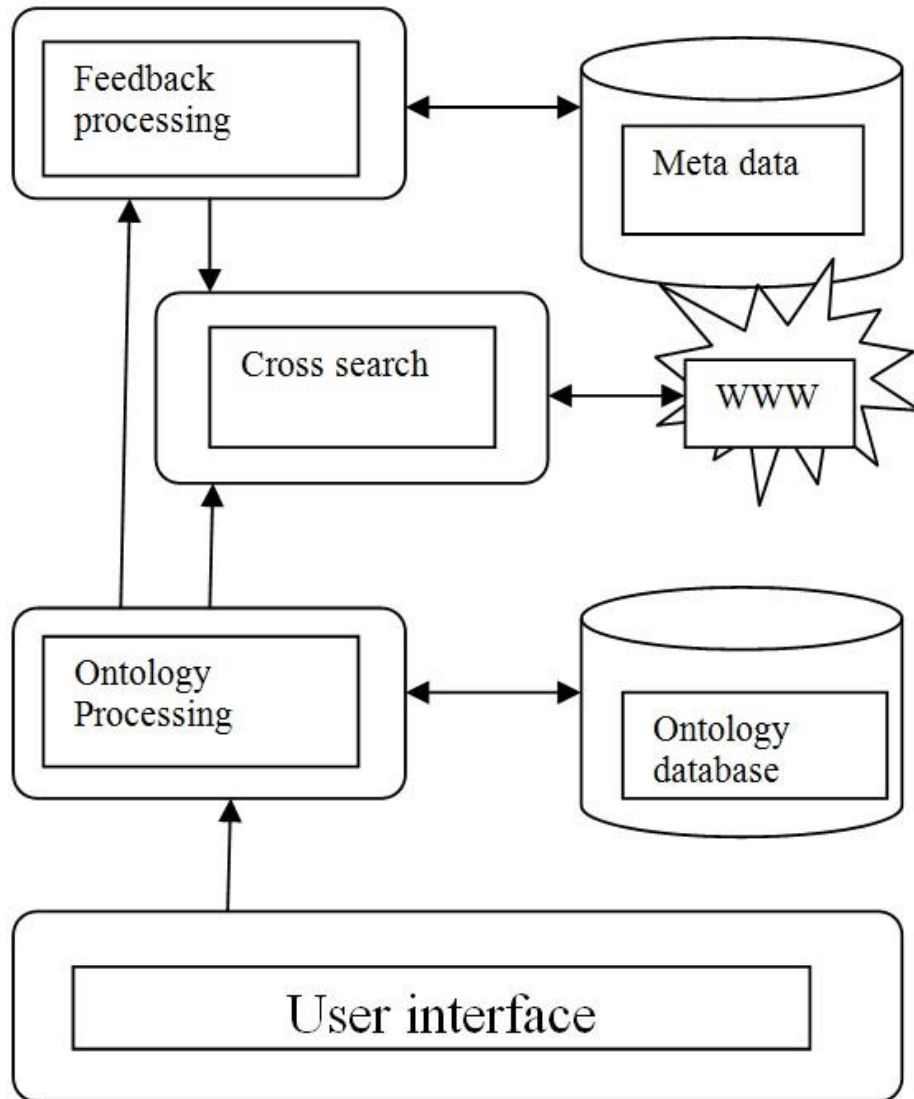 Feedback
processing
Meta data
Cross search
WWW
Ontology
Processing
Ontology
database
User interface